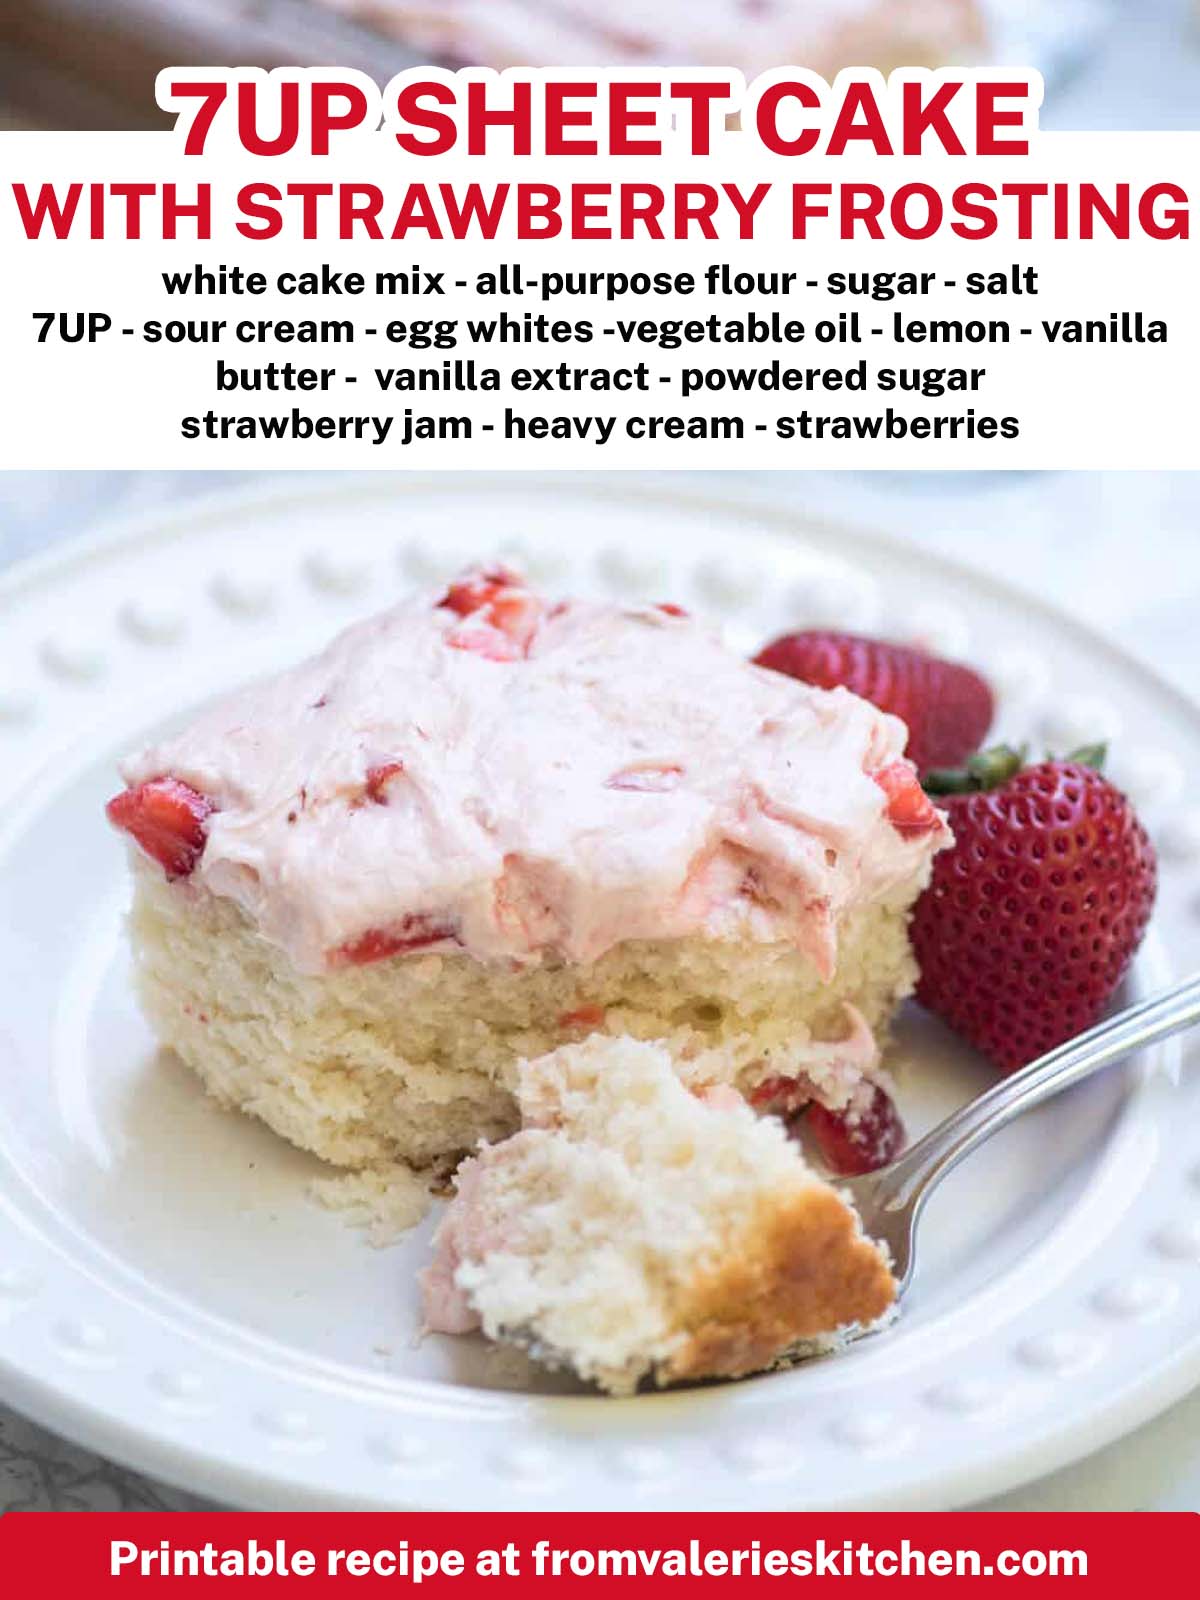 7UP SHEET CAKE
WITH STRAWBERRY FROSTING
white cake mix - all-purpose flour - sugar - salt
7UP - sour cream - egg whites -vegetable oil - lemon - vanilla
butter -  vanilla extract - powdered sugar
strawberry jam - heavy cream - strawberries
Printable recipe at fromvalerieskitchen.com